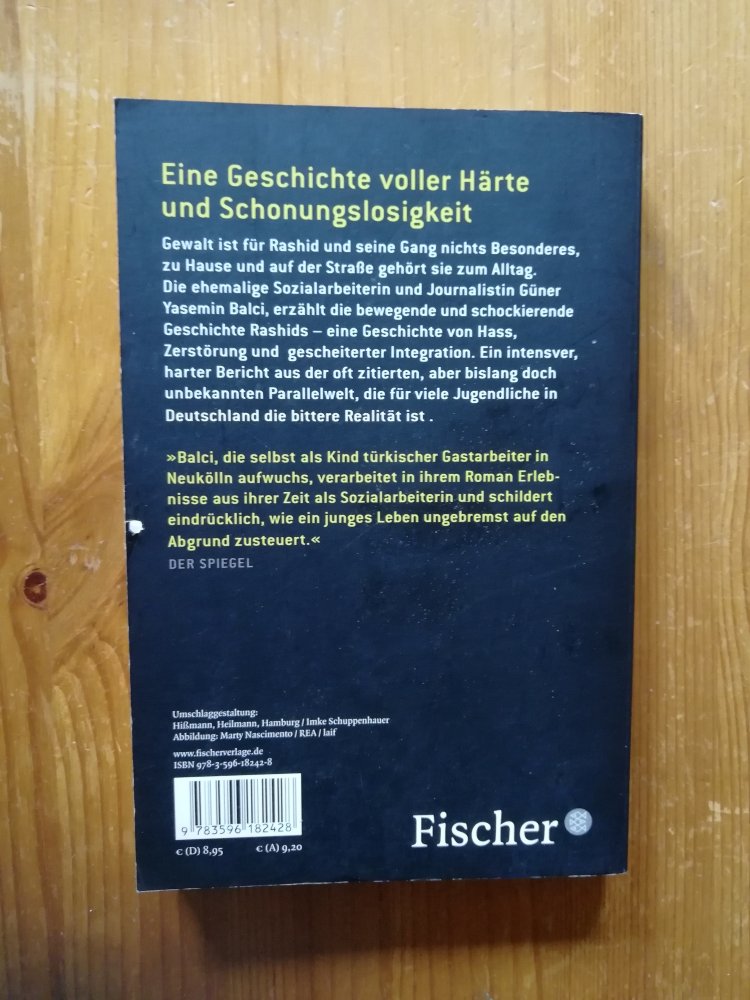 Eine Geschichte voller Härte
und Schonungslosigkeit
Gewalt ist für Rashid und seine Gang nichts Besonderes,
zu Hause und auf der Straße gehört sie zum Alltag.
Die ehemalige Sozialarbeiterin und Journalistin Güner
Yasemin Balci, erzählt die bewegende und schockierende
Geschichte Rashids – eine Geschichte von Hass,
Zerstörung und gescheiterter Integration. Ein intensver,
harter Bericht aus der oft zitierten, aber bislang doch
unbekannten Parallelwelt, die für viele Jugendliche in
Deutschland die bittere Realität ist .
»Balci, die selbst als Kind türkischer Gastarbeiter in
Neukölln aufwuchs, verarbeitet in ihrem Roman Erleb-
nisse aus ihrer Zeit als Sozialarbeiterin und schildert
eindrücklich, wie ein junges Leben ungebremst auf den
Abgrund zusteuert.«
DER SPIEGEL
Umschlaggestaltung:
Hißmann, Heilmann, Hamburg / Imke Schuppenhauer
Abbildung: Marty Nascimento / REA / laif
www.fischerverlage.de
ISBN 978-3-596-18242-8
9 783596 182428
€ (D) 8,95 € (A) 9,20
Fischer